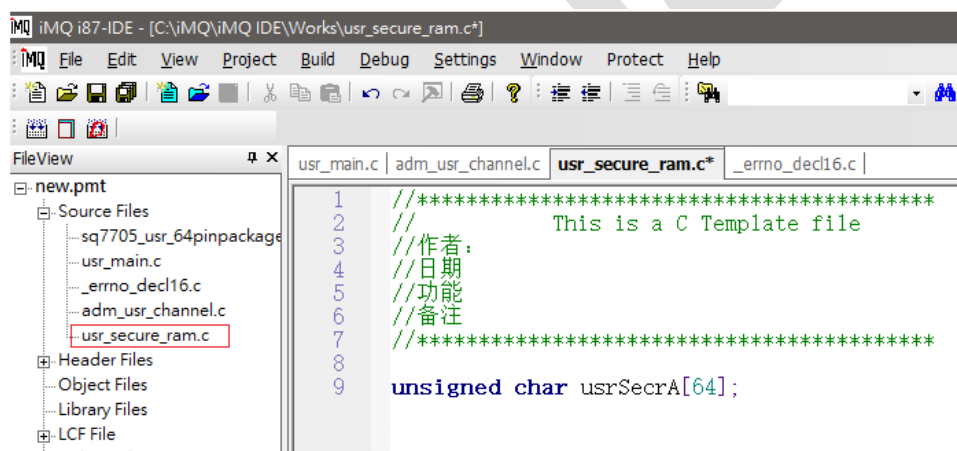 iMQ i87-IDE - [C:\iMQ\iMQ IDE\Works\usr_secure_ram.c*]
File Edit View Project Build Debug Settings Window Protect Help
FileView
usr_main.c | adm_usr_channel.c usr_secure_ram.c* _errno_decl16.c |
new.pmt
Source Files
sq7705_usr_64pinpackage
usr_main.c
_errno_decl16.c
adm_usr_channel.c
usr_secure_ram.c
Header Files
Object Files
Library Files
LCF File
1 //******************************************
2 // This is a C Template file
3 //作者:
4 //日期
5 //功能
6 //备注
7 //******************************************
8
9 unsigned char usrSecrA[64];